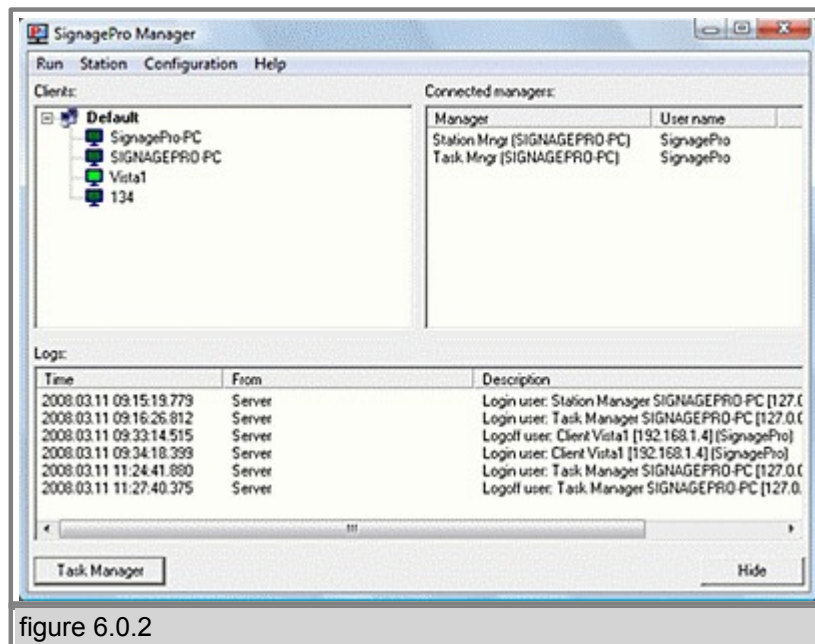 SignagePro Manager
Run Station Configuration Help
Clients:
Connected managers:
Default
SignagePro-PC
SIGNAGEPRO-PC
Vista1
134
Manager User name
Station Mngr (SIGNAGEPRO-PC) SignagePro
Task Mngr (SIGNAGEPRO-PC) SignagePro
Logs:
Time From Description
2008.03.11 09:15:19.779 Server Login user: Station Manager SIGNAGEPRO-PC [127.0
2008.03.11 09:16:26.812 Server Login user: Task Manager SIGNAGEPRO-PC [127.0.0
2008.03.11 09:33:14.515 Server Logoff user: Client Vista1 [192.168.1.4] (SignagePro)
2008.03.11 09:34:18.399 Server Login user: Client Vista1 [192.168.1.4] (SignagePro)
2008.03.11 11:24:41.880 Server Login user: Task Manager SIGNAGEPRO-PC [127.0.0
2008.03.11 11:27:40.375 Server Logoff user: Task Manager SIGNAGEPRO-PC [127.0.
Task Manager Hide
figure 6.0.2